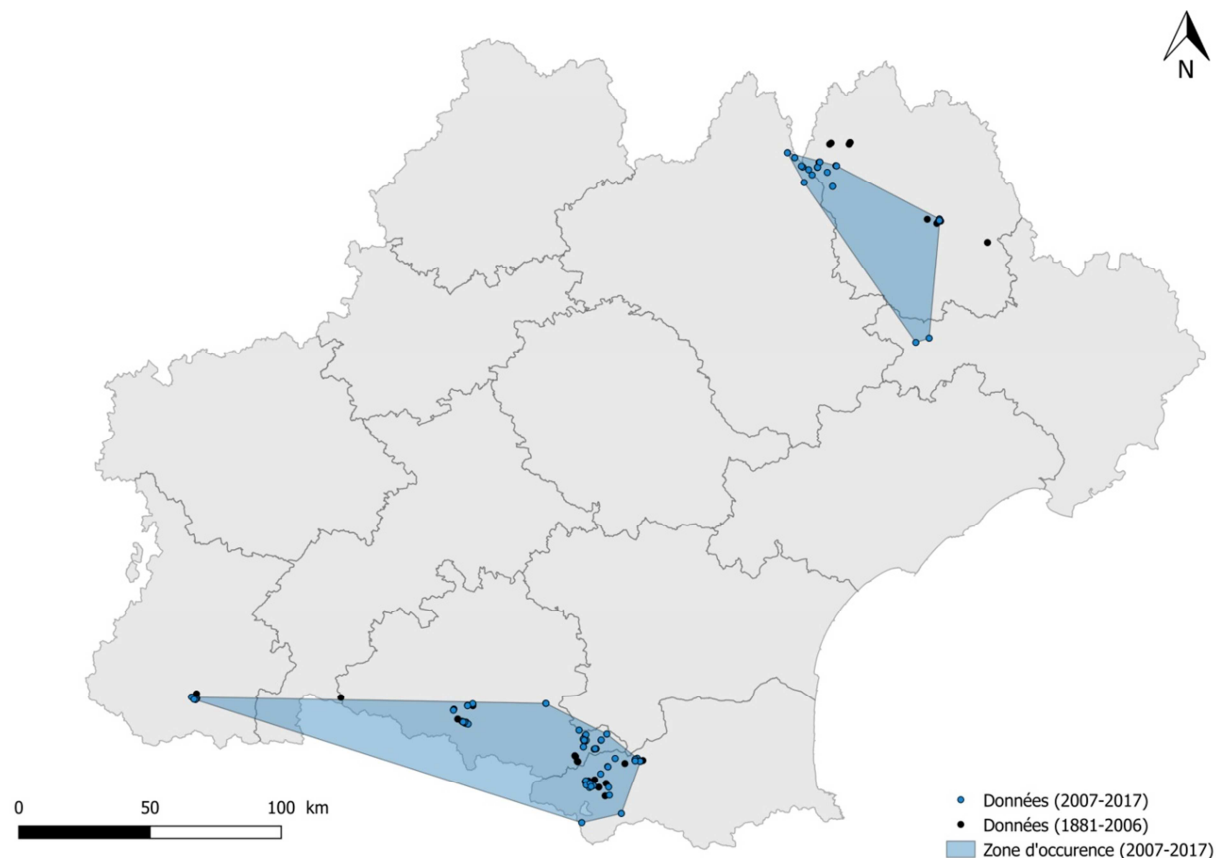 N
0 50 100 km
Données (2007-2017)
Données (1881-2006)
Zone d'occurence (2007-2017)